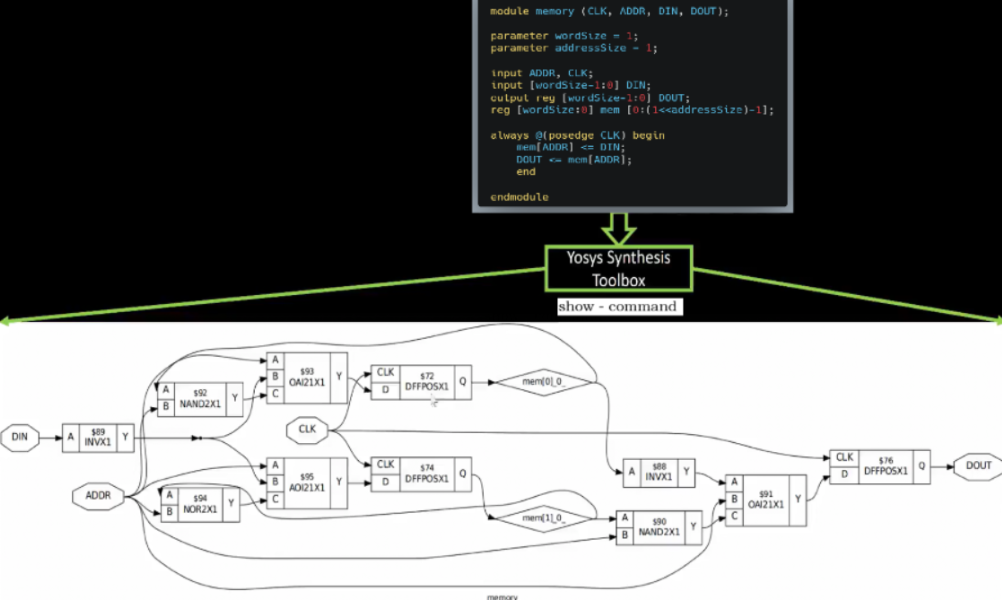 module memory (CLK, ADDR, DIN, DOUT);
parameter wordSize = 1;
parameter addressSize = 1;
input ADDR, CLK;
input [wordSize-1:0] DIN;
output reg [wordSize-1:0] DOUT;
reg [wordSize:0] mem [0:(1<<addressSize)-1];
always @(posedge CLK) begin
mem[ADDR] <= DIN;
DOUT <= mem[ADDR];
end
endmodule
Yosys Synthesis
Toolbox
show - command
A
B
C
$93
OAI21X1
Y
CLK
D
$72
DFFPOSX1
Q
mem[0]_0_
A
B
$92
NAND2X1
Y
DIN
A
$89
INVX1
Y
CLK
CLK
D
$76
DFFPOSX1
Q
DOUT
A
B
C
$95
AOI21X1
Y
CLK
D
$74
DFFPOSX1
Q
A
$88
INVX1
Y
ADDR
A
B
$94
NOR2X1
Y
A
B
C
$91
OAI21X1
Y
mem[1]_0_
A
B
$90
NAND2X1
Y
memory